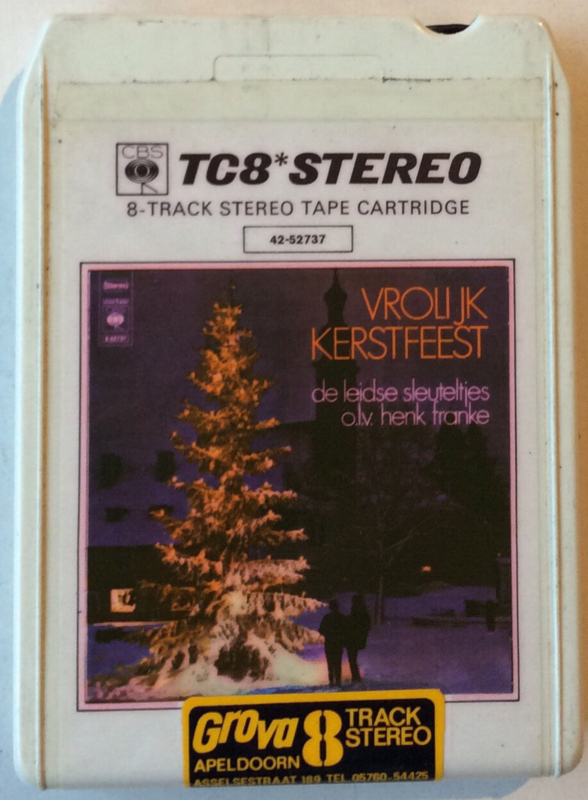 CBS
TC8*STEREO
8-TRACK STEREO TAPE CARTRIDGE
42-52737
Stereo
VROLIJK
KERSTFEEST
de leidse sleuteltjes
o.l.v. henk franke
Grova 8 TRACK STEREO
APELDOORN
ASSELSESTRAAT 189 TEL. 05760-54425